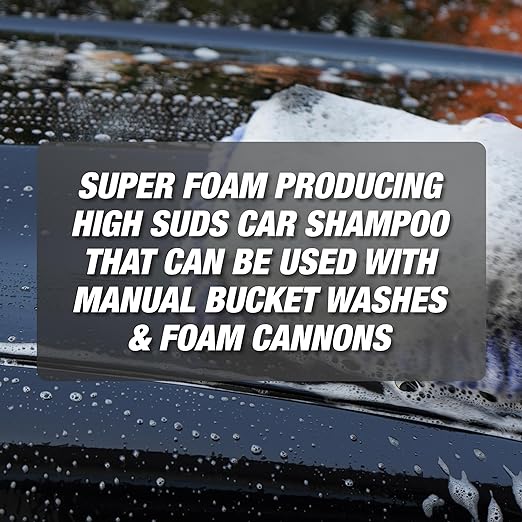 SUPER FOAM PRODUCING
HIGH SUDS CAR SHAMPOO
THAT CAN BE USED WITH
MANUAL BUCKET WASHES
& FOAM CANNONS